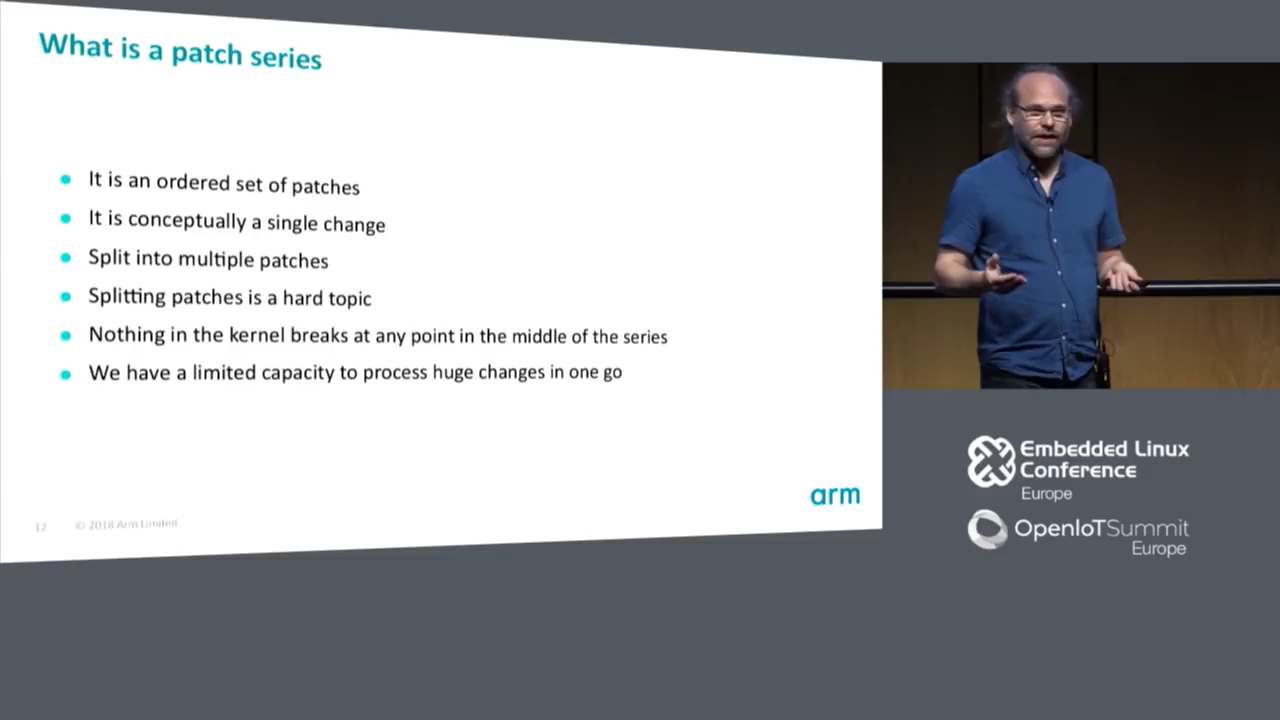 What is a patch series
It is an ordered set of patches
It is conceptually a single change
Split into multiple patches
Splitting patches is a hard topic
Nothing in the kernel breaks at any point in the middle of the series
We have a limited capacity to process huge changes in one go
arm
12 © 2018 Arm Limited
Embedded Linux
Conference
Europe
OpenIoTSummit
Europe